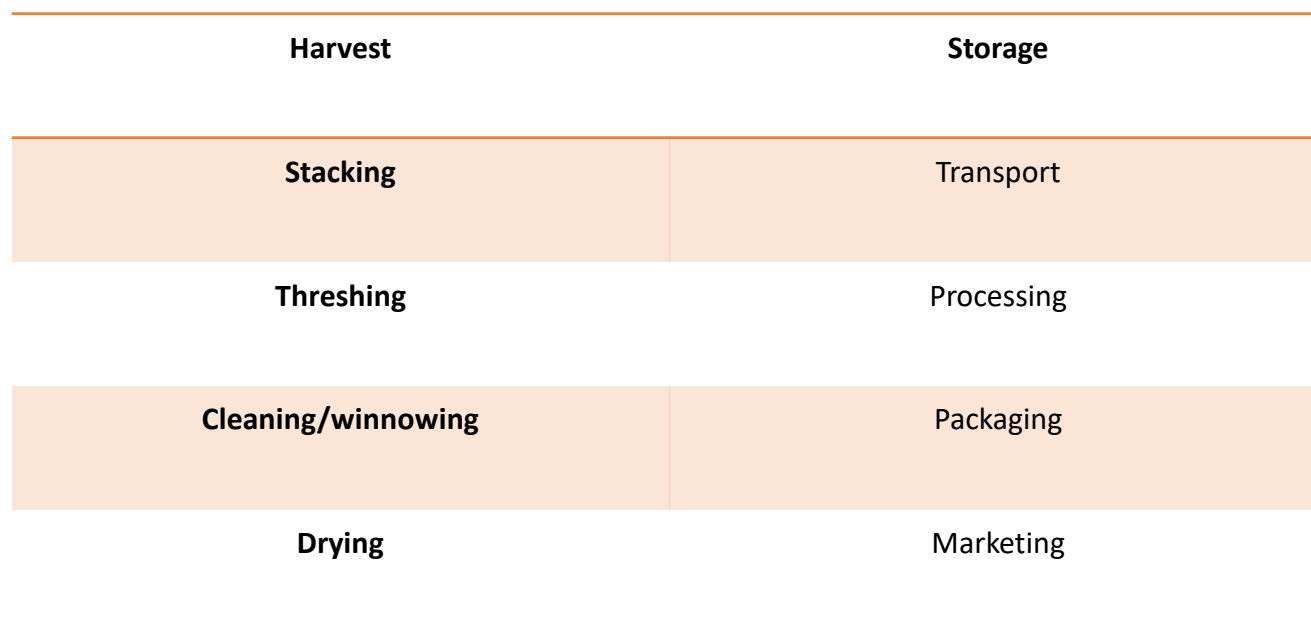 Harvest Storage
Stacking Transport
Threshing Processing
Cleaning/winnowing Packaging
Drying Marketing